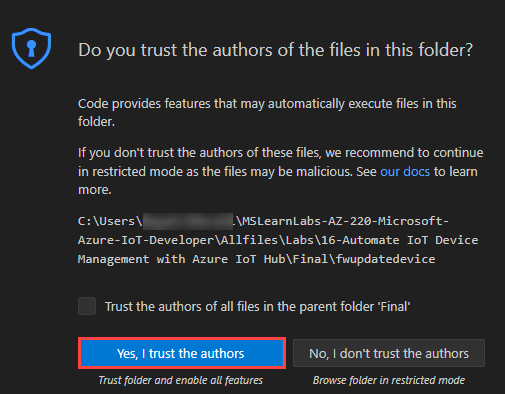 Do you trust the authors of the files in this folder?
Code provides features that may automatically execute files in this
folder.
If you don't trust the authors of these files, we recommend to continue
in restricted mode as the files may be malicious. See our docs to learn
more.
C:\Users\ \MSLearnLabs-AZ-220-Microsoft-
Azure-IoT-Developer\Allfiles\Labs\16-Automate IoT Device
Management with Azure IoT Hub\Final\fwupdatedevice
Trust the authors of all files in the parent folder 'Final'
Yes, I trust the authors
No, I don't trust the authors
Trust folder and enable all features
Browse folder in restricted mode